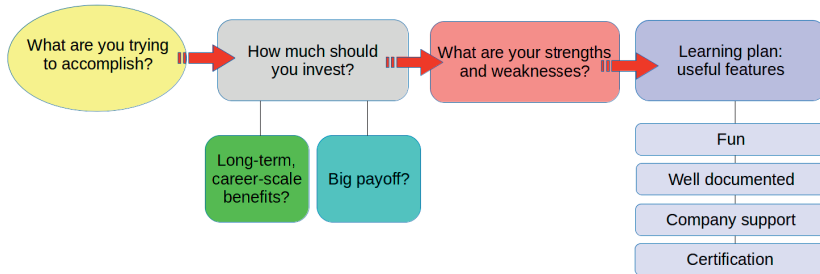 What are you trying
to accomplish?
How much should
you invest?
What are your strengths
and weaknesses?
Learning plan:
useful features
Long-term,
career-scale
benefits?
Big payoff?
Fun
Well documented
Company support
Certification